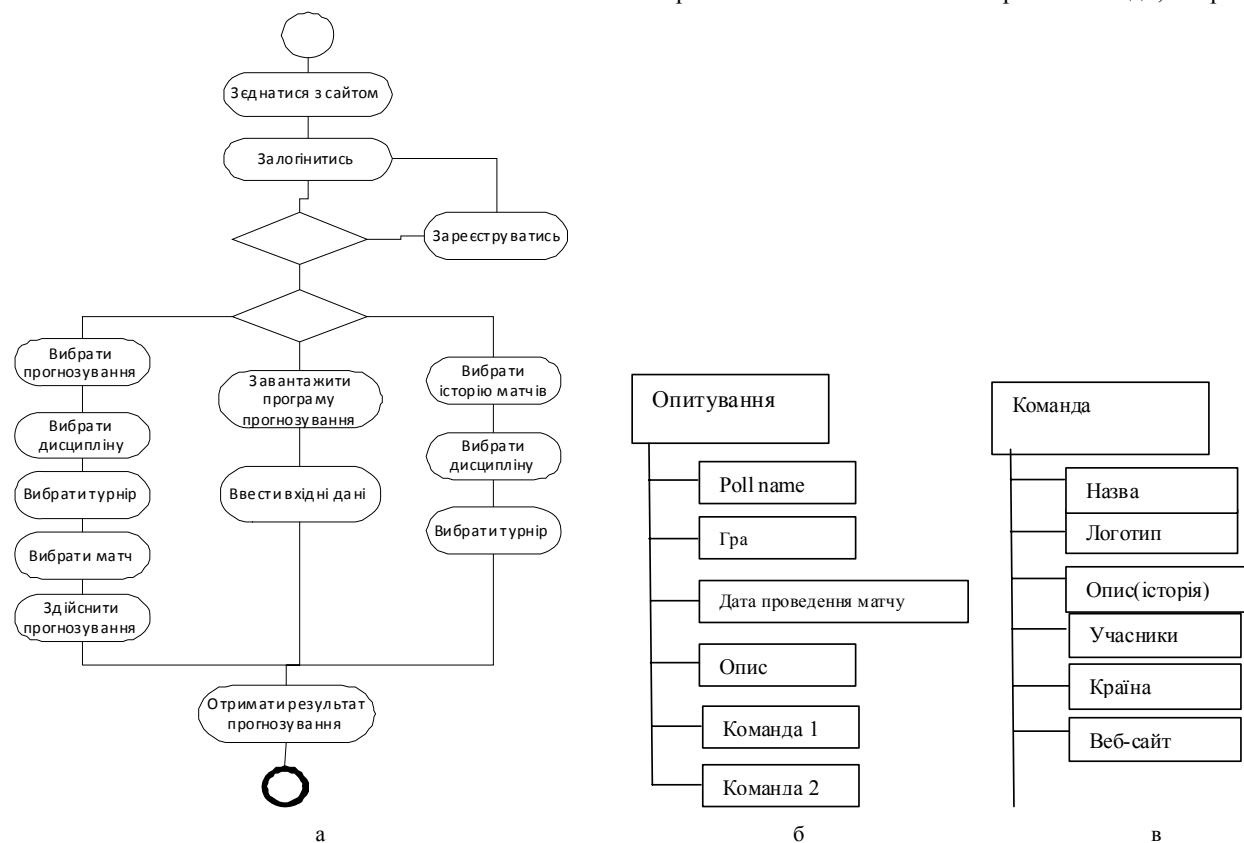 Зєднатися з сайтом
Залогінитись
Зареєструватись
Вибрати
прогнозування
Вибрати
дисципліну
Вибрати турнір
Вибрати матч
Здійснити
прогнозування
Завантажити
програму
прогнозування
Ввести вхідні дані
Вибрати
історію матчів
Вибрати
дисципліну
Вибрати турнір
Отримати результат
прогнозування
а
Опитування
Poll name
Гра
Дата проведення матчу
Опис
Команда 1
Команда 2
б
Команда
Назва
Логотип
Опис(історія)
Учасники
Країна
Веб-сайт
в